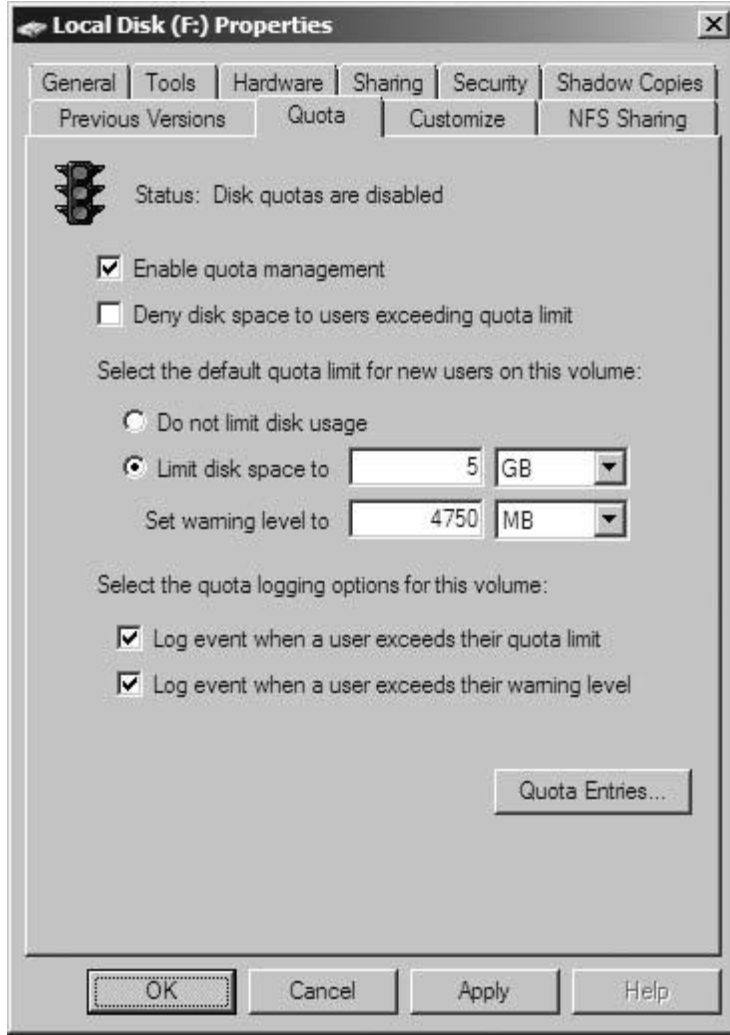 Local Disk (F:) Properties
General Tools Hardware Sharing Security Shadow Copies
Previous Versions Quota Customize NFS Sharing
Status: Disk quotas are disabled
Enable quota management
Deny disk space to users exceeding quota limit
Select the default quota limit for new users on this volume:
Do not limit disk usage
Limit disk space to 5 GB
Set warning level to 4750 MB
Select the quota logging options for this volume:
Log event when a user exceeds their quota limit
Log event when a user exceeds their warning level
Quota Entries...
OK Cancel Apply Help